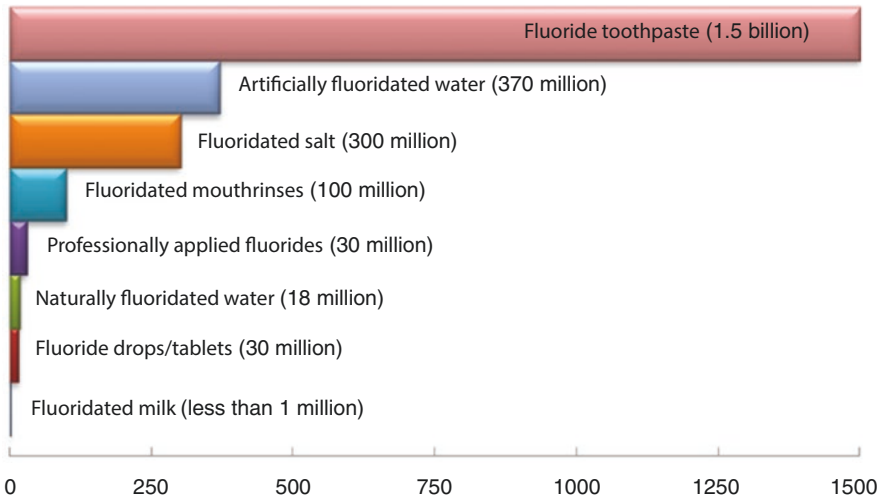 Fluoride toothpaste (1.5 billion)
Artificially fluoridated water (370 million)
Fluoridated salt (300 million)
Fluoridated mouthrinses (100 million)
Professionally applied fluorides (30 million)
Naturally fluoridated water (18 million)
Fluoride drops/tablets (30 million)
Fluoridated milk (less than 1 million)
0 250 500 750 1000 1250 1500